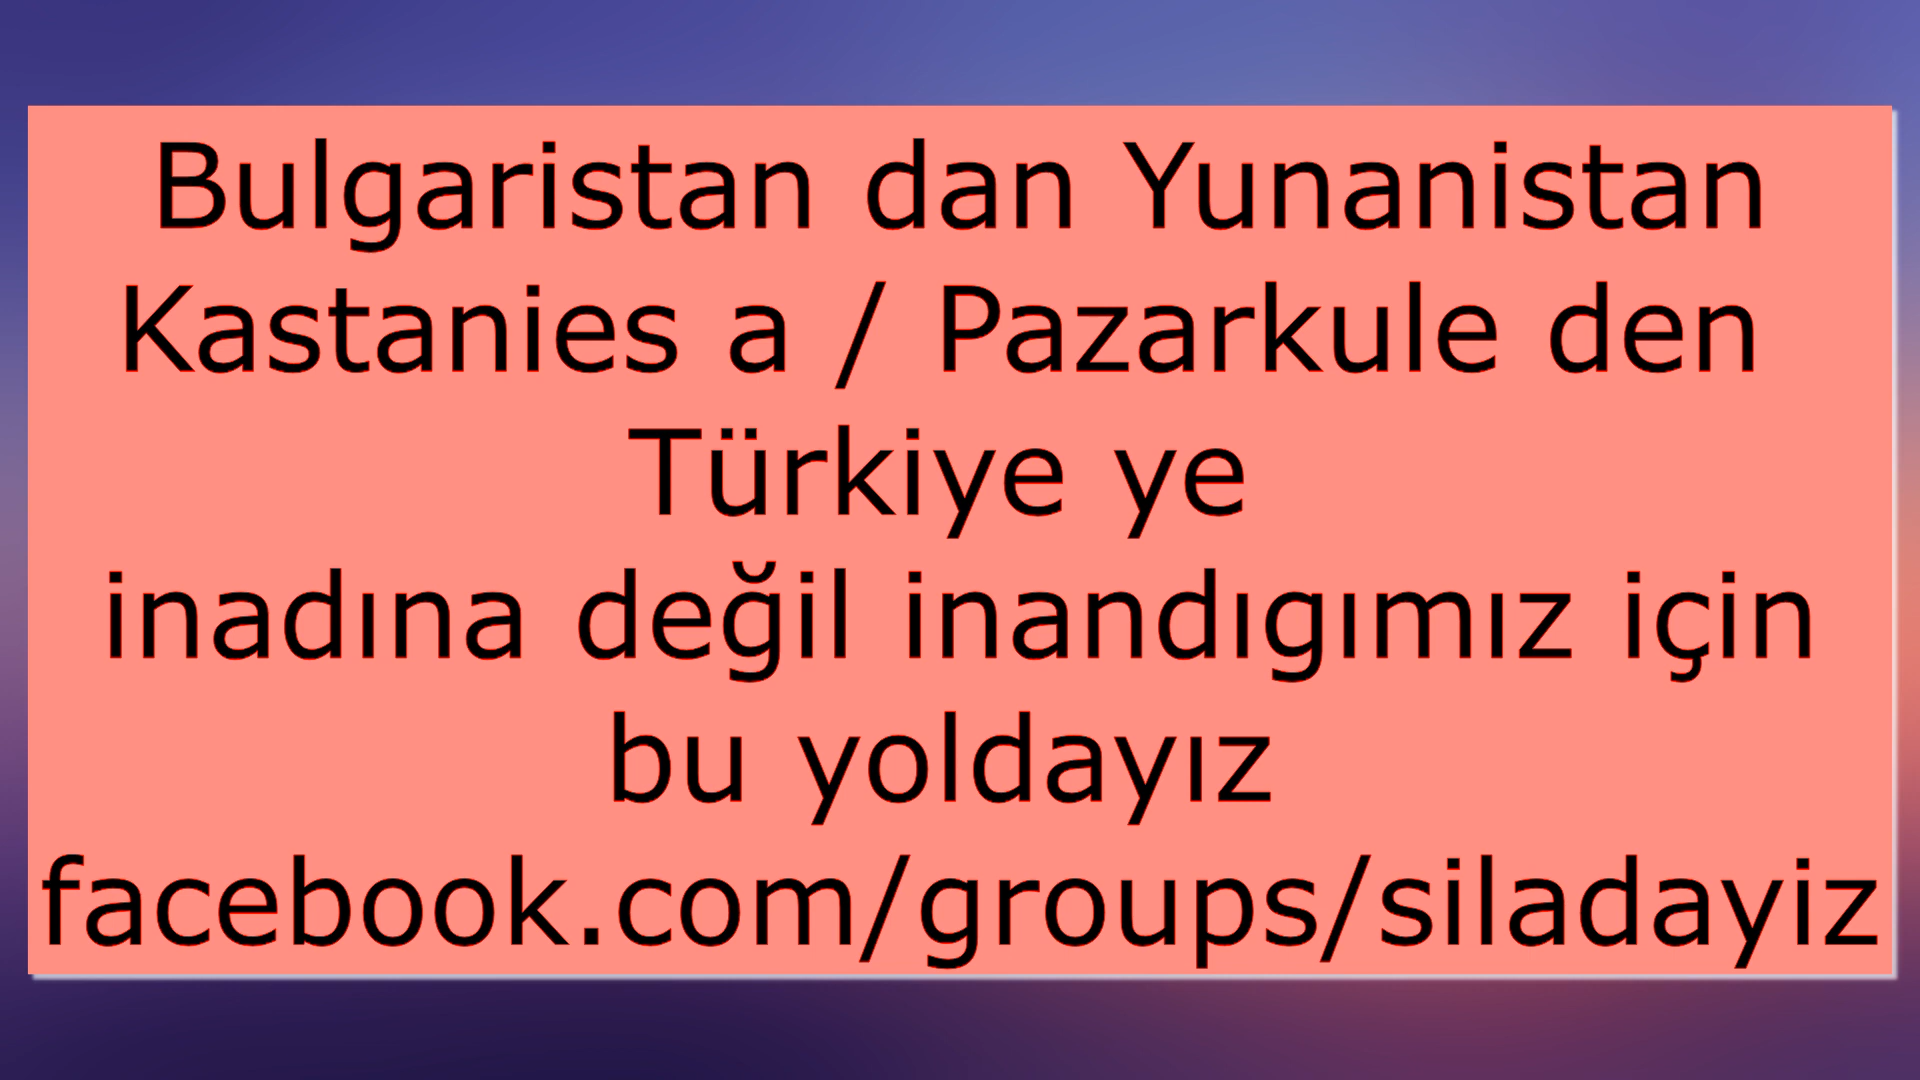 Bulgaristan dan Yunanistan
Kastanies a / Pazarkule den
Türkiye ye
inadına değil inandıgımız için
bu yoldayız
facebook.com/groups/siladayiz